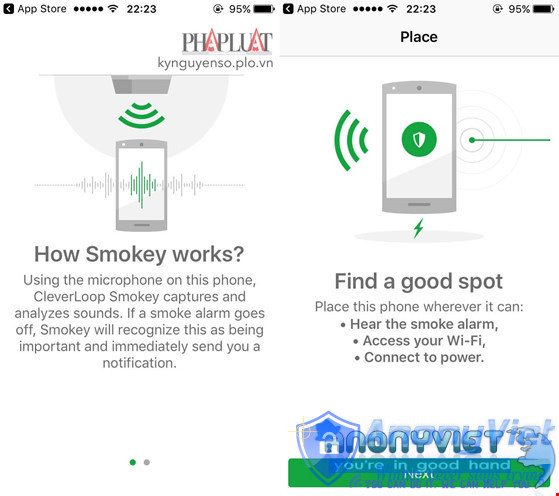 App Store 22:23 95%
PHAPLUAT
kynguyenso.plo.vn
How Smokey works?
Using the microphone on this phone,
CleverLoop Smokey captures and
analyzes sounds. If a smoke alarm goes
off, Smokey will recognize this as being
important and immediately send you a
notification.
App Store 22:23 95%
Place
Find a good spot
Place this phone wherever it can:
• Hear the smoke alarm,
• Access your Wi-Fi,
• Connect to power.
AnonyViet
ANONYVIET
you're in good hand
Next